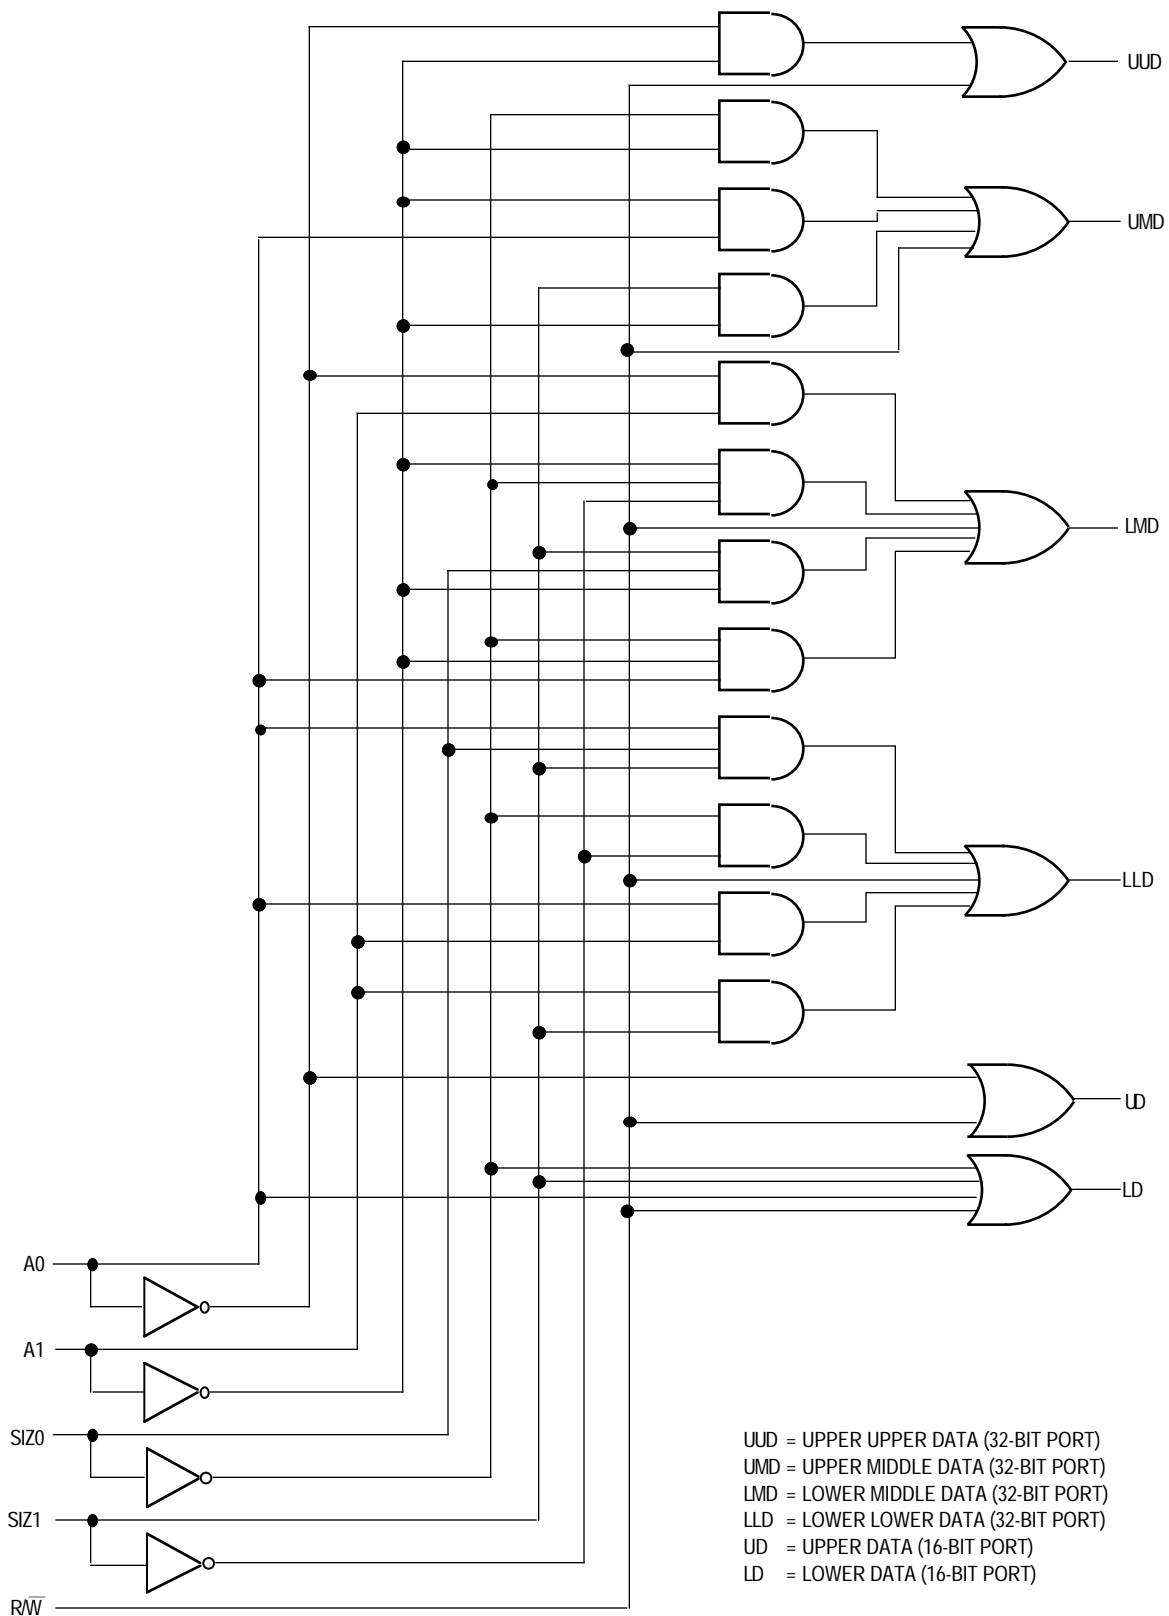 UUD
UMD
LMD
LLD
UD
LD
A0
A1
SIZ0
SIZ1
R/W̅
UUD = UPPER UPPER DATA (32-BIT PORT)
UMD = UPPER MIDDLE DATA (32-BIT PORT)
LMD = LOWER MIDDLE DATA (32-BIT PORT)
LLD = LOWER LOWER DATA (32-BIT PORT)
UD = UPPER DATA (16-BIT PORT)
LD = LOWER DATA (16-BIT PORT)